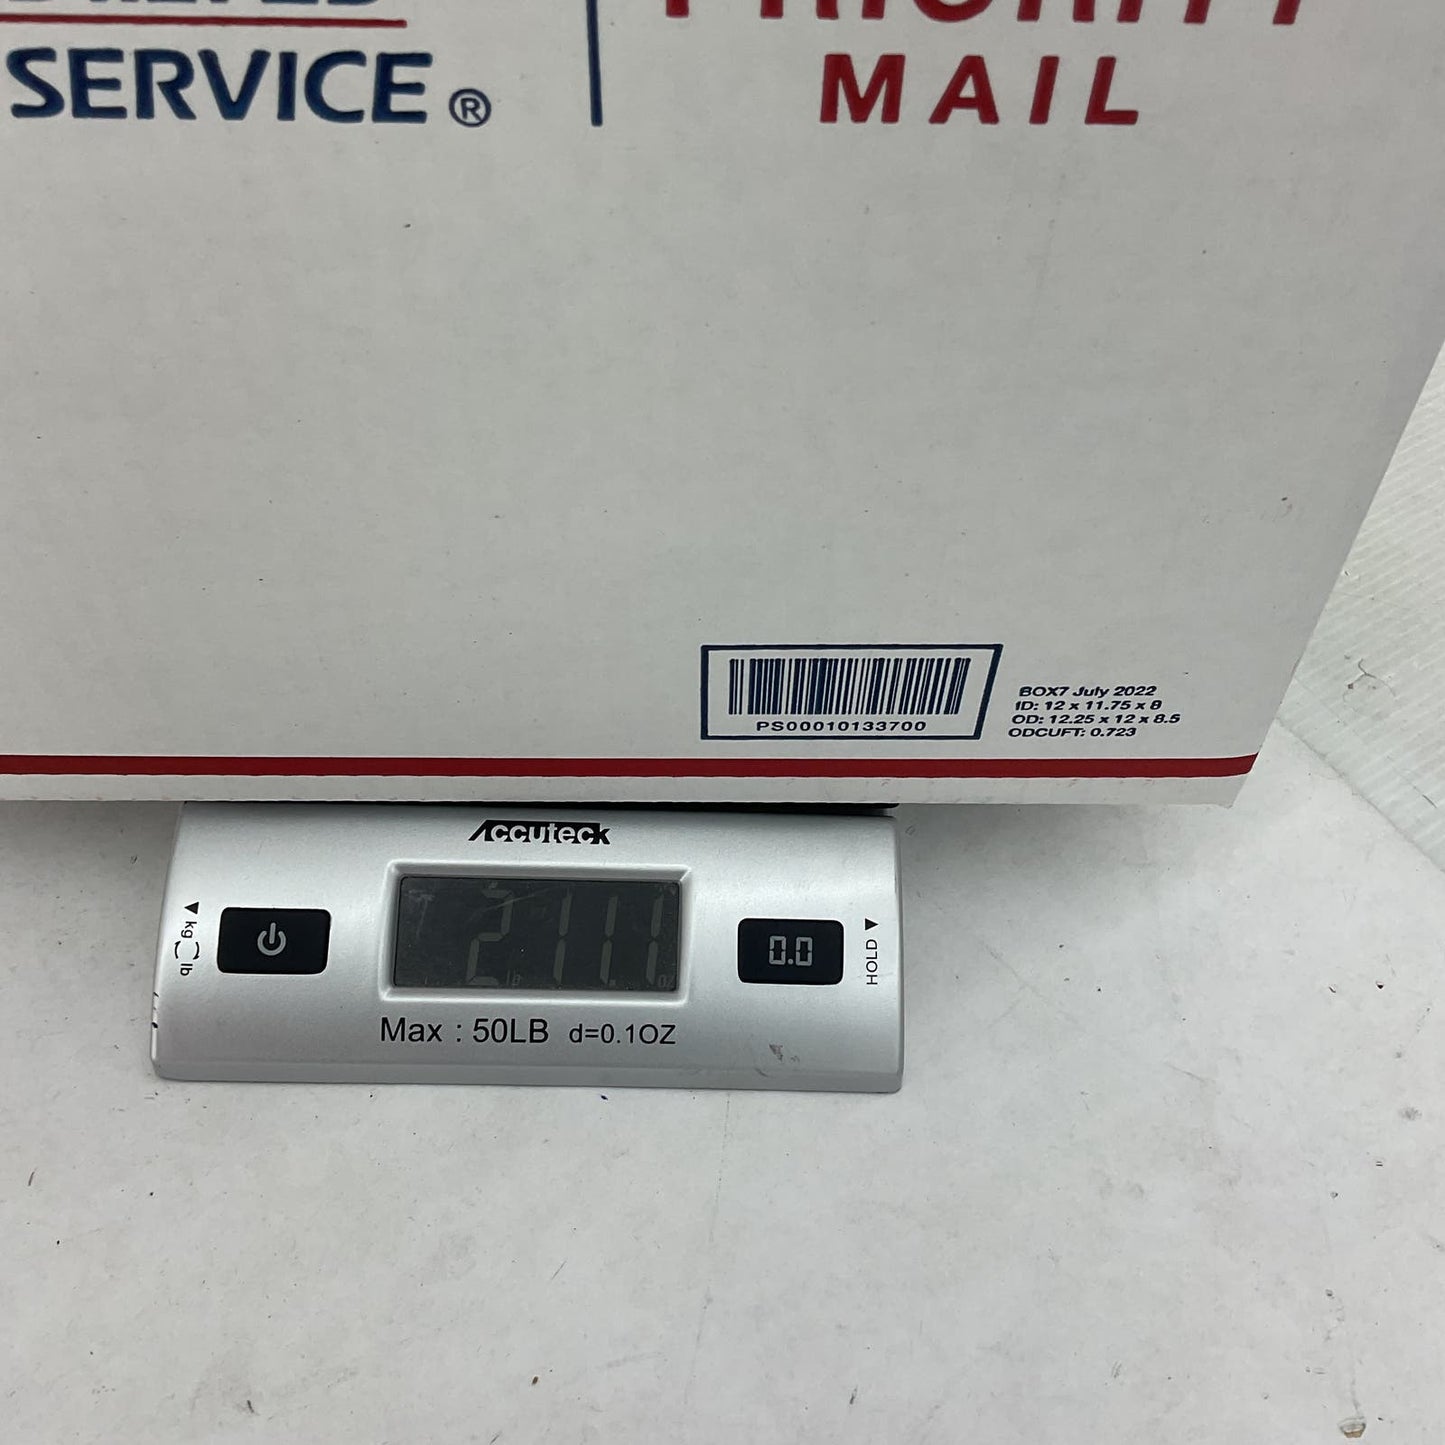 SERVICE®
PRIORITY
MAIL
PS00010133700
BOX7 July 2022
ID: 12 x 11.75 x 8
OD: 12.25 x 12 x 8.5
ODCUFT: 0.723
Accuteck
kg
lb
2 LB 11.1 OZ
0.0
HOLD
Max : 50LB d=0.1OZ